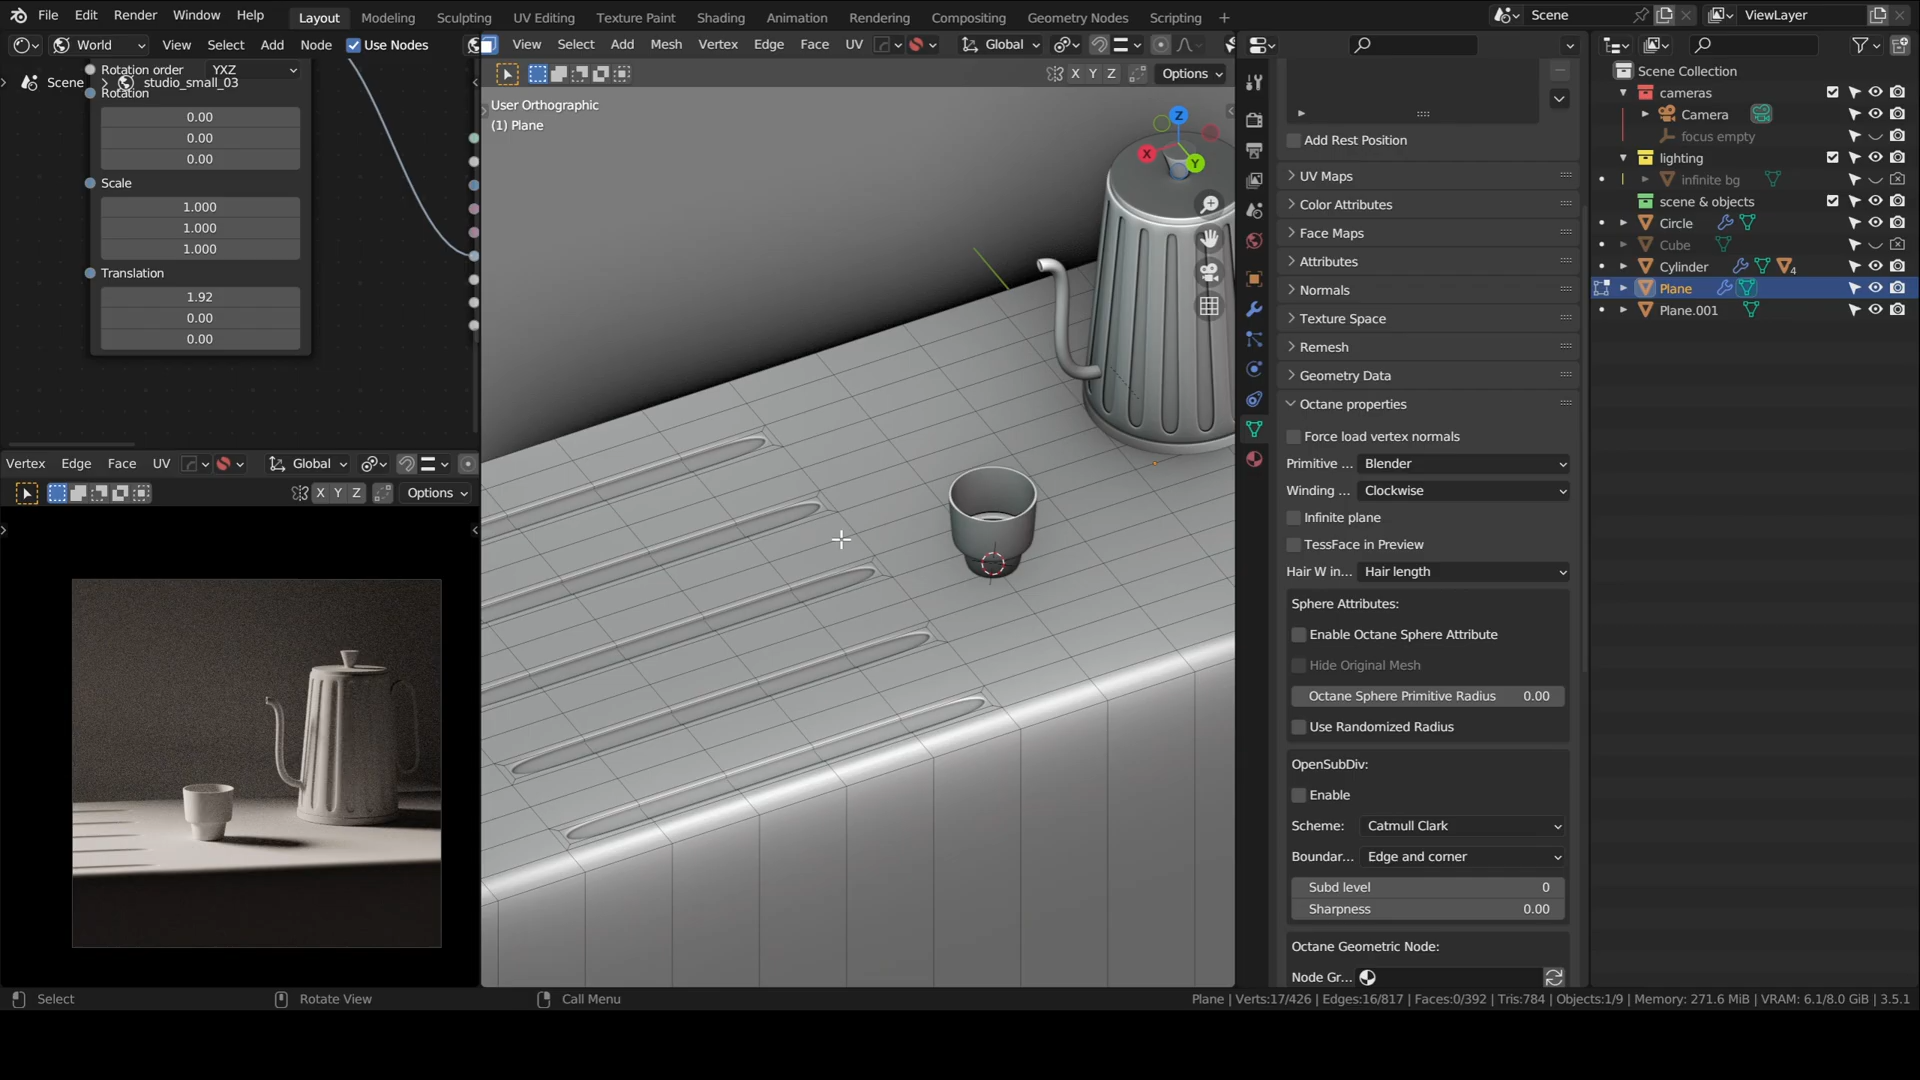 File Edit Render Window Help Layout Modeling Sculpting UV Editing Texture Paint Shading Animation Rendering Compositing Geometry Nodes Scripting + Scene ViewLayer
World View Select Add Node Use Nodes
Rotation order YXZ
Scene > studio_small_03
Rotation
0.00
0.00
0.00
Scale
1.000
1.000
1.000
Translation
1.92
0.00
0.00
Vertex Edge Face UV Global
X Y Z Options
View Select Add Mesh Vertex Edge Face UV Global
X Y Z Options
User Orthographic
(1) Plane
Z
X
Y
Add Rest Position
UV Maps
Color Attributes
Face Maps
Attributes
Normals
Texture Space
Remesh
Geometry Data
Octane properties
Force load vertex normals
Primitive ... Blender
Winding ... Clockwise
Infinite plane
TessFace in Preview
Hair W in... Hair length
Sphere Attributes:
Enable Octane Sphere Attribute
Hide Original Mesh
Octane Sphere Primitive Radius 0.00
Use Randomized Radius
OpenSubDiv:
Enable
Scheme: Catmull Clark
Boundar... Edge and corner
Subd level 0
Sharpness 0.00
Octane Geometric Node:
Node Gr...
Scene Collection
cameras
Camera
focus empty
lighting
infinite bg
scene & objects
Circle
Cube
Cylinder 4
Plane
Plane.001
Select Rotate View Call Menu Plane | Verts:17/426 | Edges:16/817 | Faces:0/392 | Tris:784 | Objects:1/9 | Memory: 271.6 MiB | VRAM: 6.1/8.0 GiB | 3.5.1